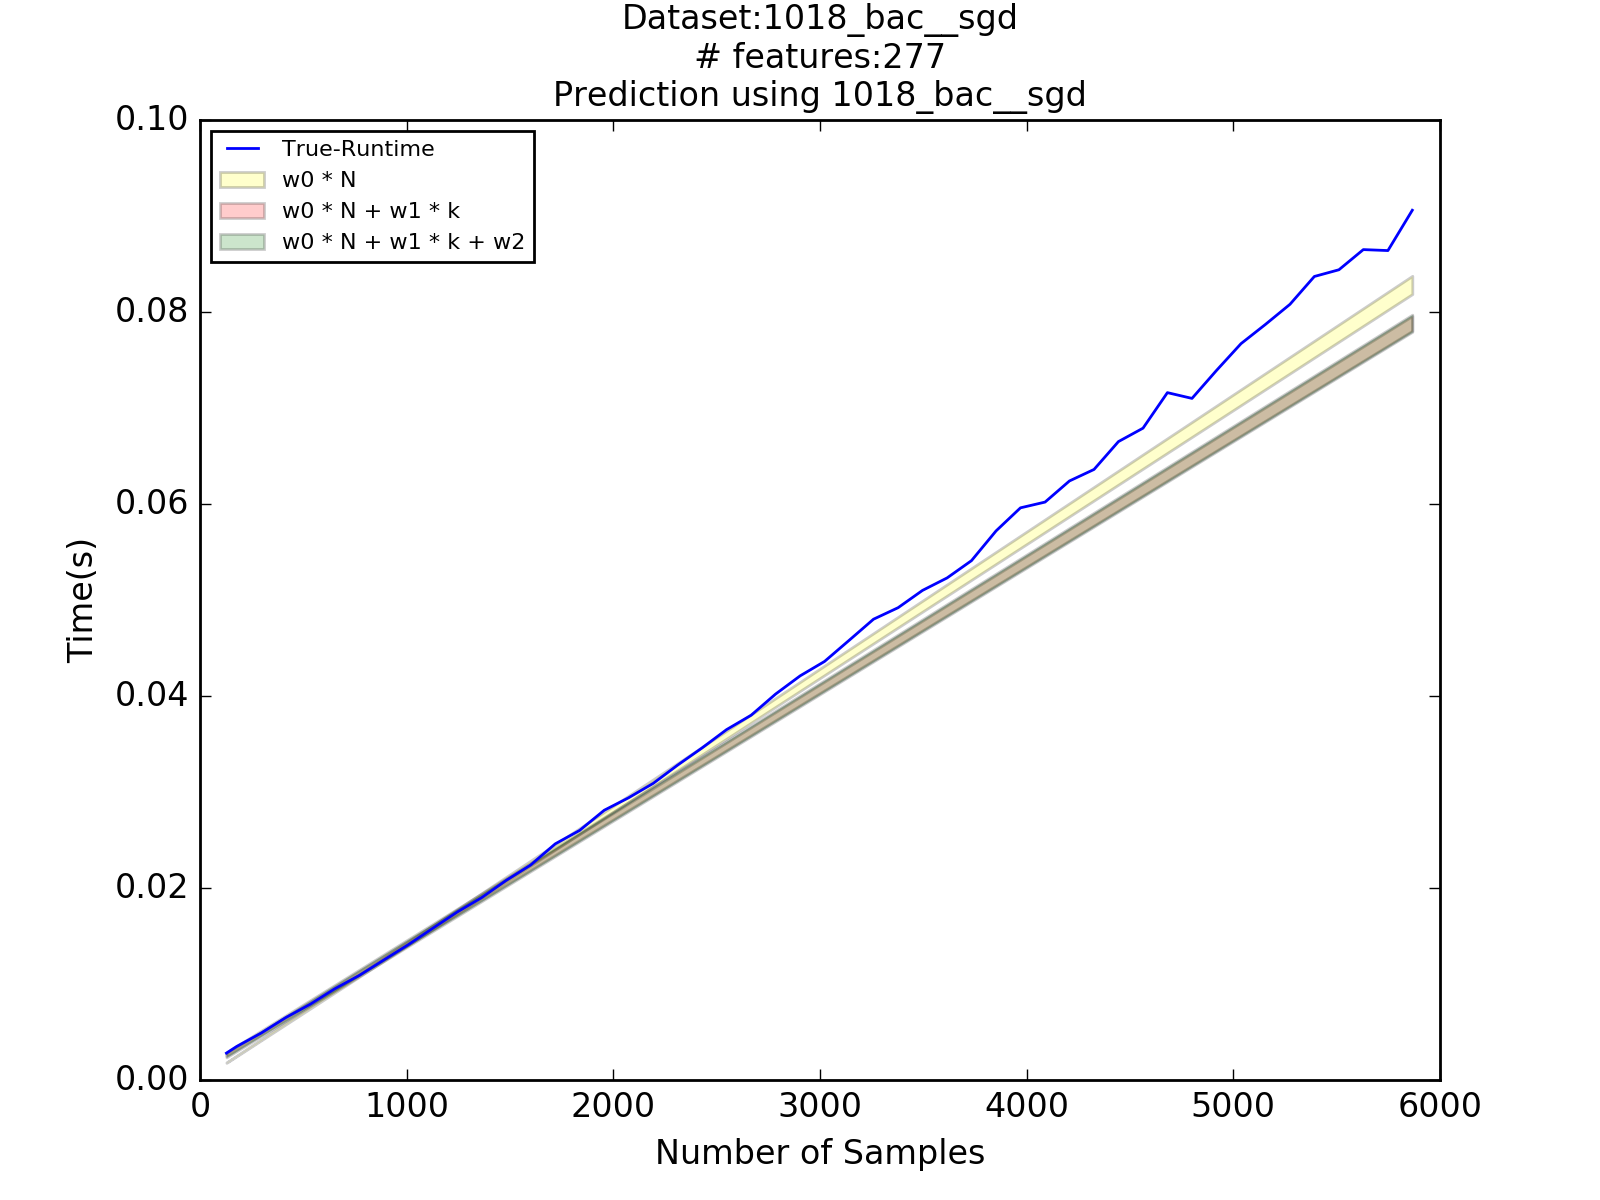 Dataset:1018_bac__sgd
# features:277
Prediction using 1018_bac__sgd
0.10
0.08
0.06
0.04
0.02
0.00
True-Runtime
w0 * N
w0 * N + w1 * k
w0 * N + w1 * k + w2
Time(s)
0 1000 2000 3000 4000 5000 6000
Number of Samples